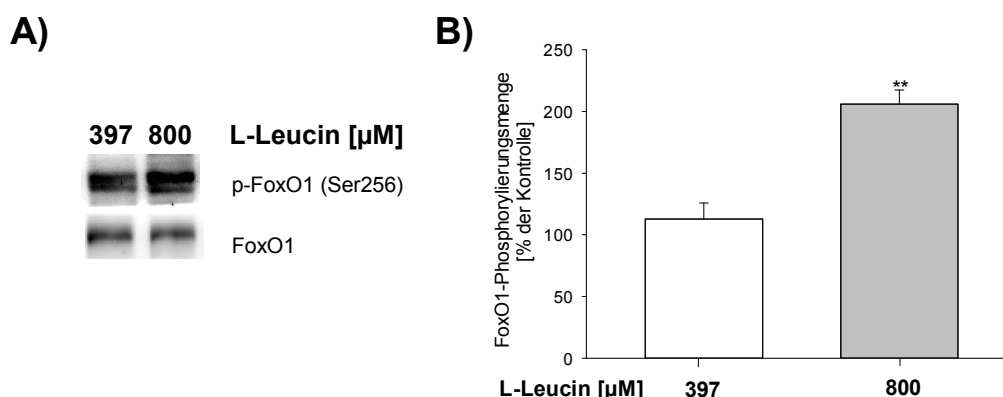 A)
397 800 L-Leucin [µM]
p-FoxO1 (Ser256)
FoxO1
B)
FoxO1-Phosphorylierungsmenge
[% der Kontrolle]
250
200
150
100
50
0
**
L-Leucin [µM] 397 800